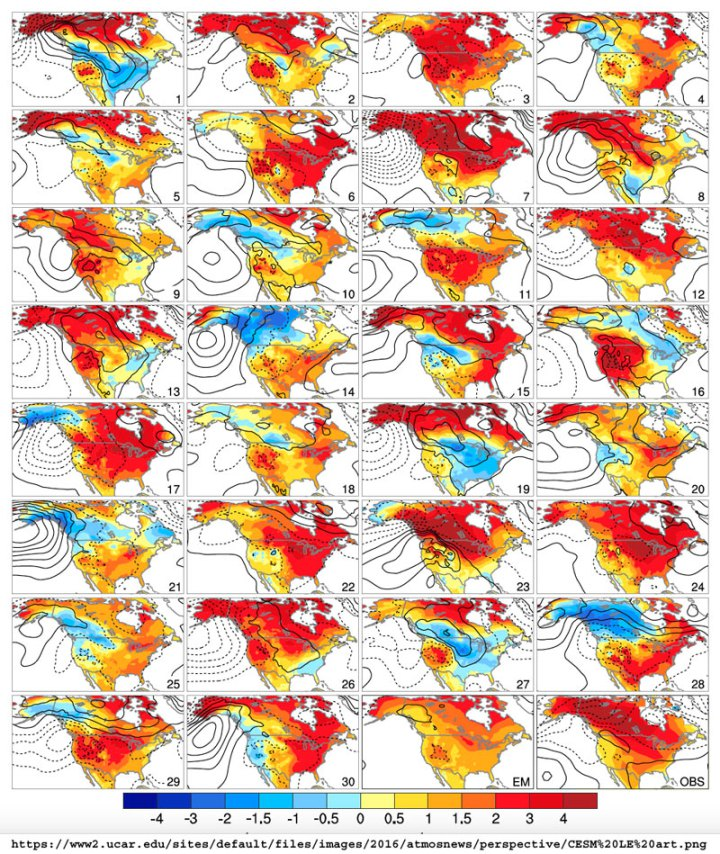 1 2 3 4
5 6 7 8
9 10 11 12
13 14 15 16
17 18 19 20
21 22 23 24
25 26 27 28
29 30 EM OBS
-4 -3 -2 -1.5 -1 -0.5 0 0.5 1 1.5 2 3 4
https://www2.ucar.edu/sites/default/files/images/2016/atmosnews/perspective/CESM%20LE%20art.png